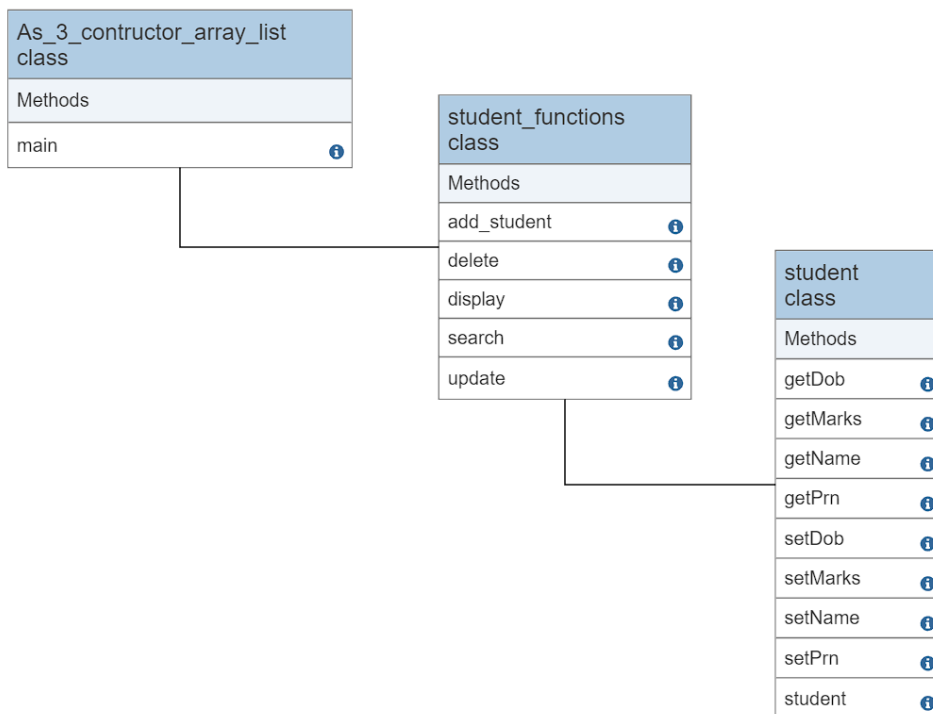 As_3_contructor_array_list
class
Methods
main
student_functions
class
Methods
add_student
delete
display
search
update
student
class
Methods
getDob
getMarks
getName
getPrn
setDob
setMarks
setName
setPrn
student